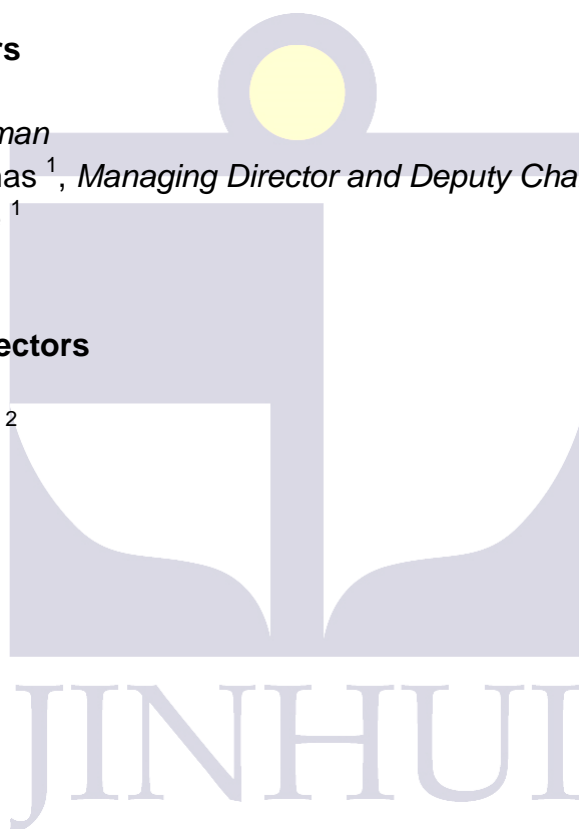 rs
man
nas ¹, Managing Director and Deputy Cha
¹
ectors
²
JINHUI